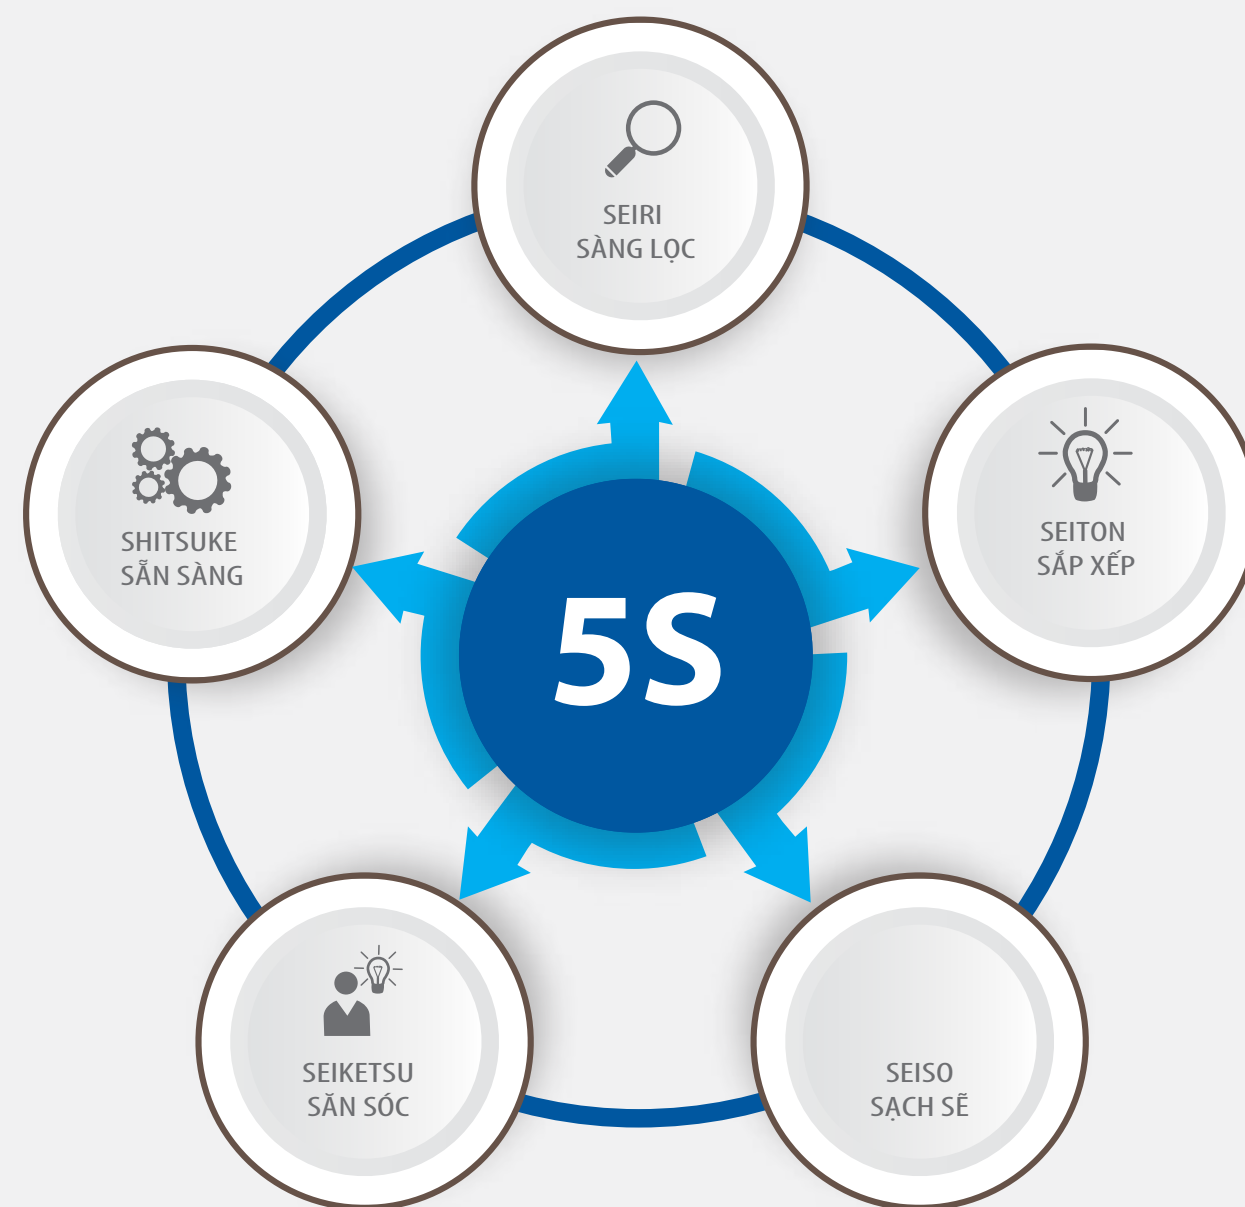 SEIRI
SÀNG LỌC
SEITON
SẮP XẾP
SHITSUKE
SẴN SÀNG
5S
SEIKETSU
SĂN SÓC
SEISO
SẠCH SẼ